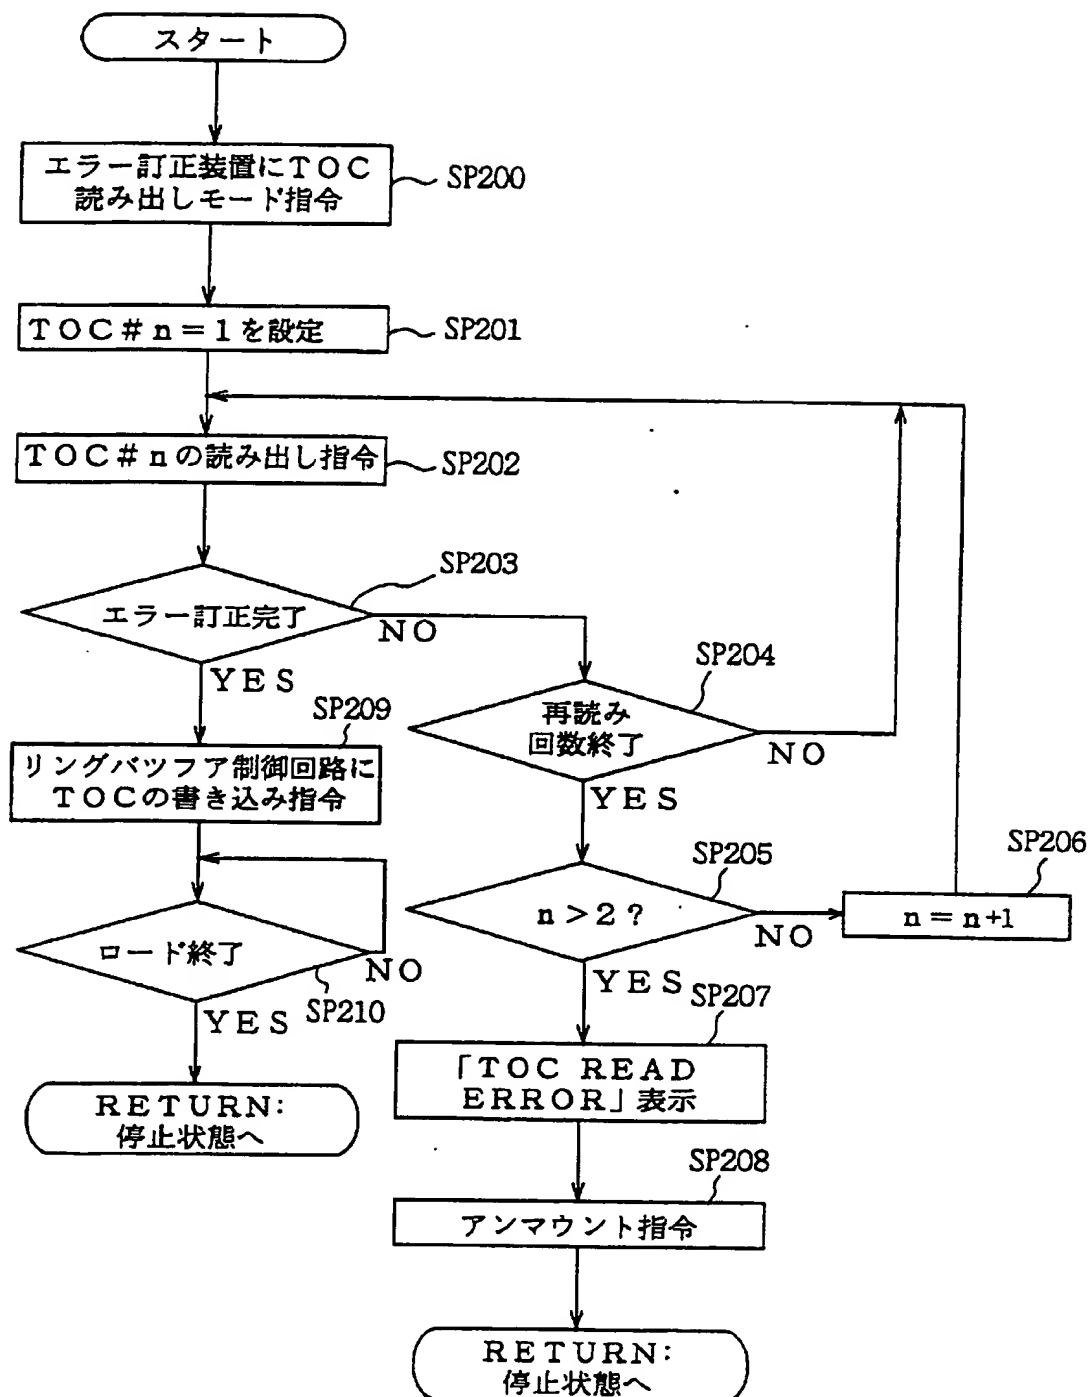 スタート
エラー訂正装置にTOC
読み出しモード指令
SP200
TOC#n=1を設定
SP201
TOC#nの読み出し指令
SP202
SP203
エラー訂正完了
NO
YES
SP204
再読み
回数終了
NO
YES
SP209
リングバツフア制御回路に
TOCの書き込み指令
SP205
n>2?
NO
YES
SP206
n=n+1
ロード終了
NO
YES
SP210
SP207
「TOC READ
ERROR」表示
RETURN:
停止状態へ
SP208
アンマウント指令
RETURN:
停止状態へ